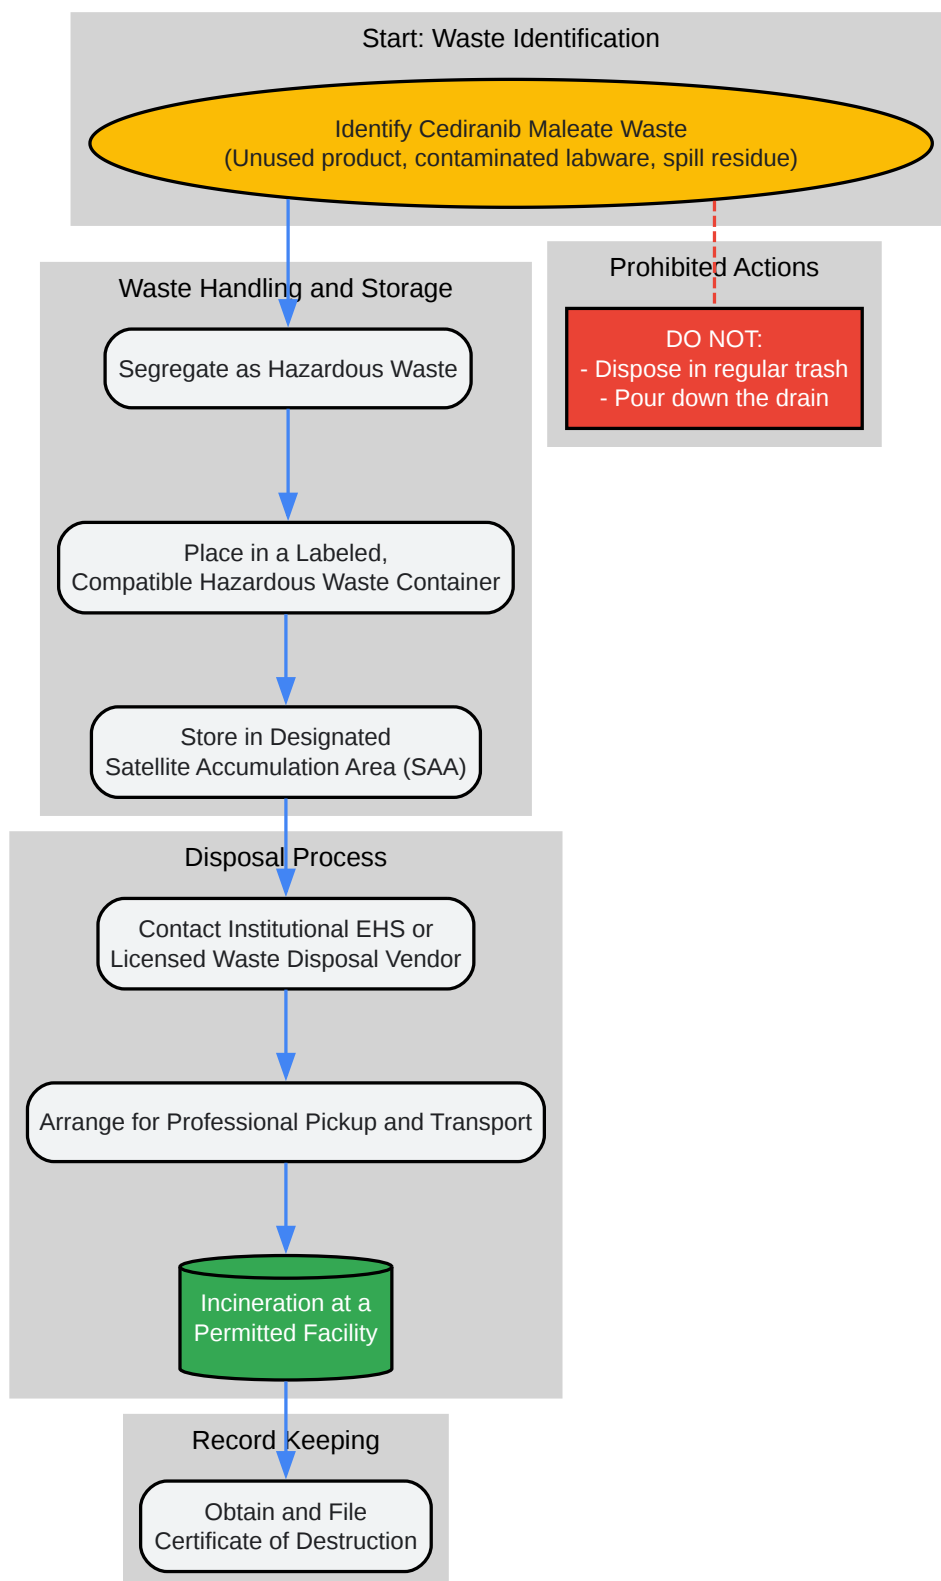 Start: Waste Identification
Identify Cediranib Maleate Waste
(Unused product, contaminated labware, spill residue)
Prohibited Actions
DO NOT:
- Dispose in regular trash
- Pour down the drain
Waste Handling and Storage
Segregate as Hazardous Waste
Place in a Labeled,
Compatible Hazardous Waste Container
Store in Designated
Satellite Accumulation Area (SAA)
Disposal Process
Contact Institutional EHS or
Licensed Waste Disposal Vendor
Arrange for Professional Pickup and Transport
Incineration at a
Permitted Facility
Record Keeping
Obtain and File
Certificate of Destruction